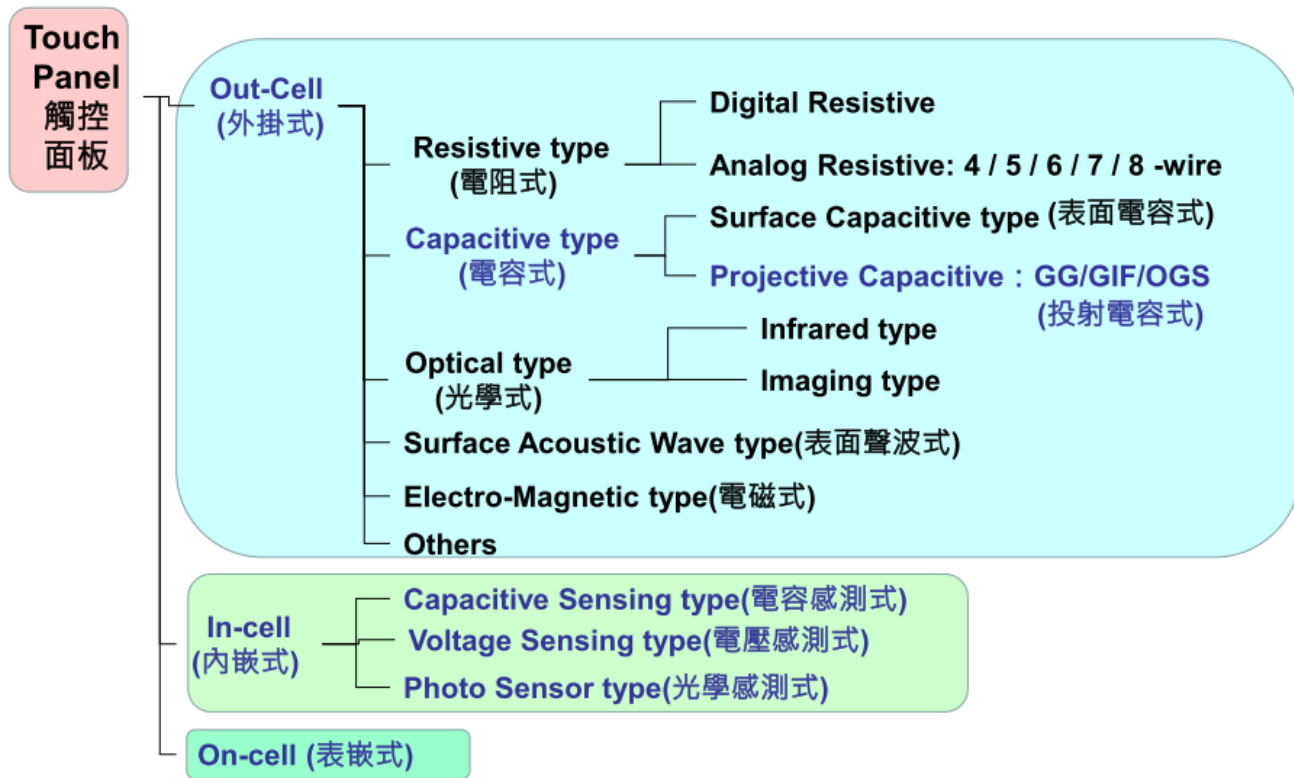 Touch
Panel
觸控
面板
Out-Cell
(外掛式)
Resistive type
(電阻式)
Digital Resistive
Analog Resistive: 4 / 5 / 6 / 7 / 8 -wire
Capacitive type
(電容式)
Surface Capacitive type (表面電容式)
Projective Capacitive：GG/GIF/OGS
(投射電容式)
Optical type
(光學式)
Infrared type
Imaging type
Surface Acoustic Wave type(表面聲波式)
Electro-Magnetic type(電磁式)
Others
In-cell
(內嵌式)
Capacitive Sensing type(電容感測式)
Voltage Sensing type(電壓感測式)
Photo Sensor type(光學感測式)
On-cell (表嵌式)